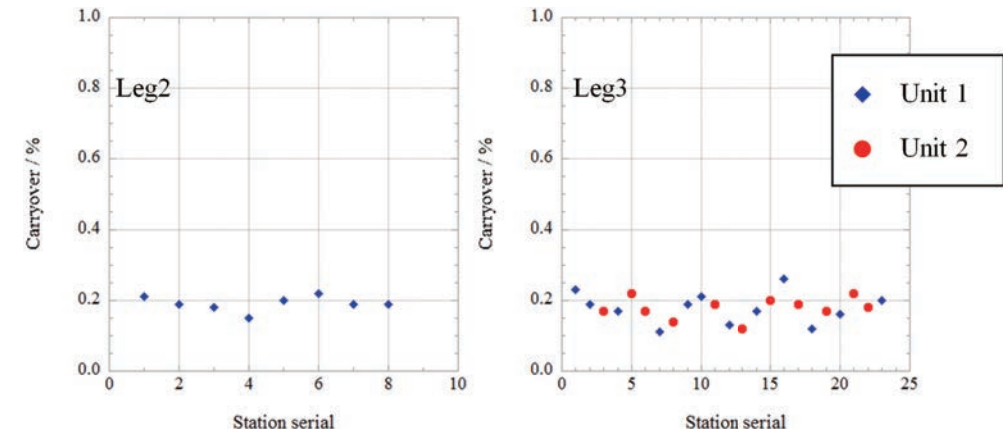 1.0
0.8
0.6
0.4
0.2
0.0
Carryover / %
Leg2
0 2 4 6 8 10
Station serial
1.0
0.8
0.6
0.4
0.2
0.0
Carryover / %
Leg3
0 5 10 15 20 25
Station serial
Unit 1
Unit 2